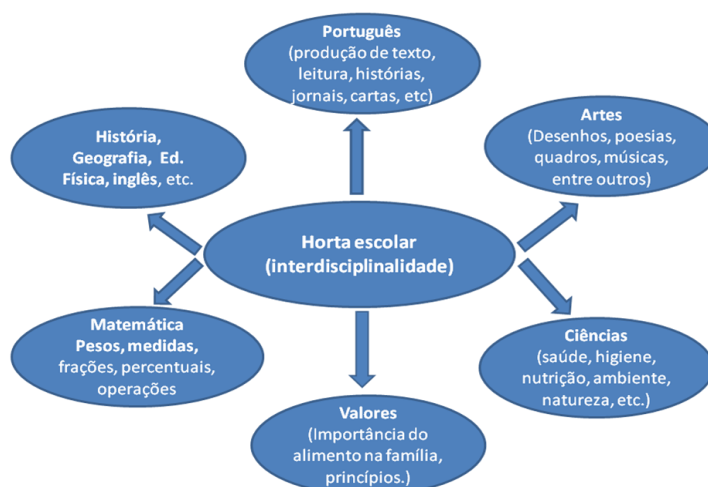 Português
(produção de texto,
leitura, histórias,
jornais, cartas, etc)
História,
Geografia, Ed.
Física, inglês, etc.
Artes
(Desenhos, poesias,
quadros, músicas,
entre outros)
Horta escolar
(interdisciplinalidade)
Matemática
Pesos, medidas,
frações, percentuais,
operações
Ciências
(saúde, higiene,
nutrição, ambiente,
natureza, etc.)
Valores
(Importância do
alimento na família,
princípios.)